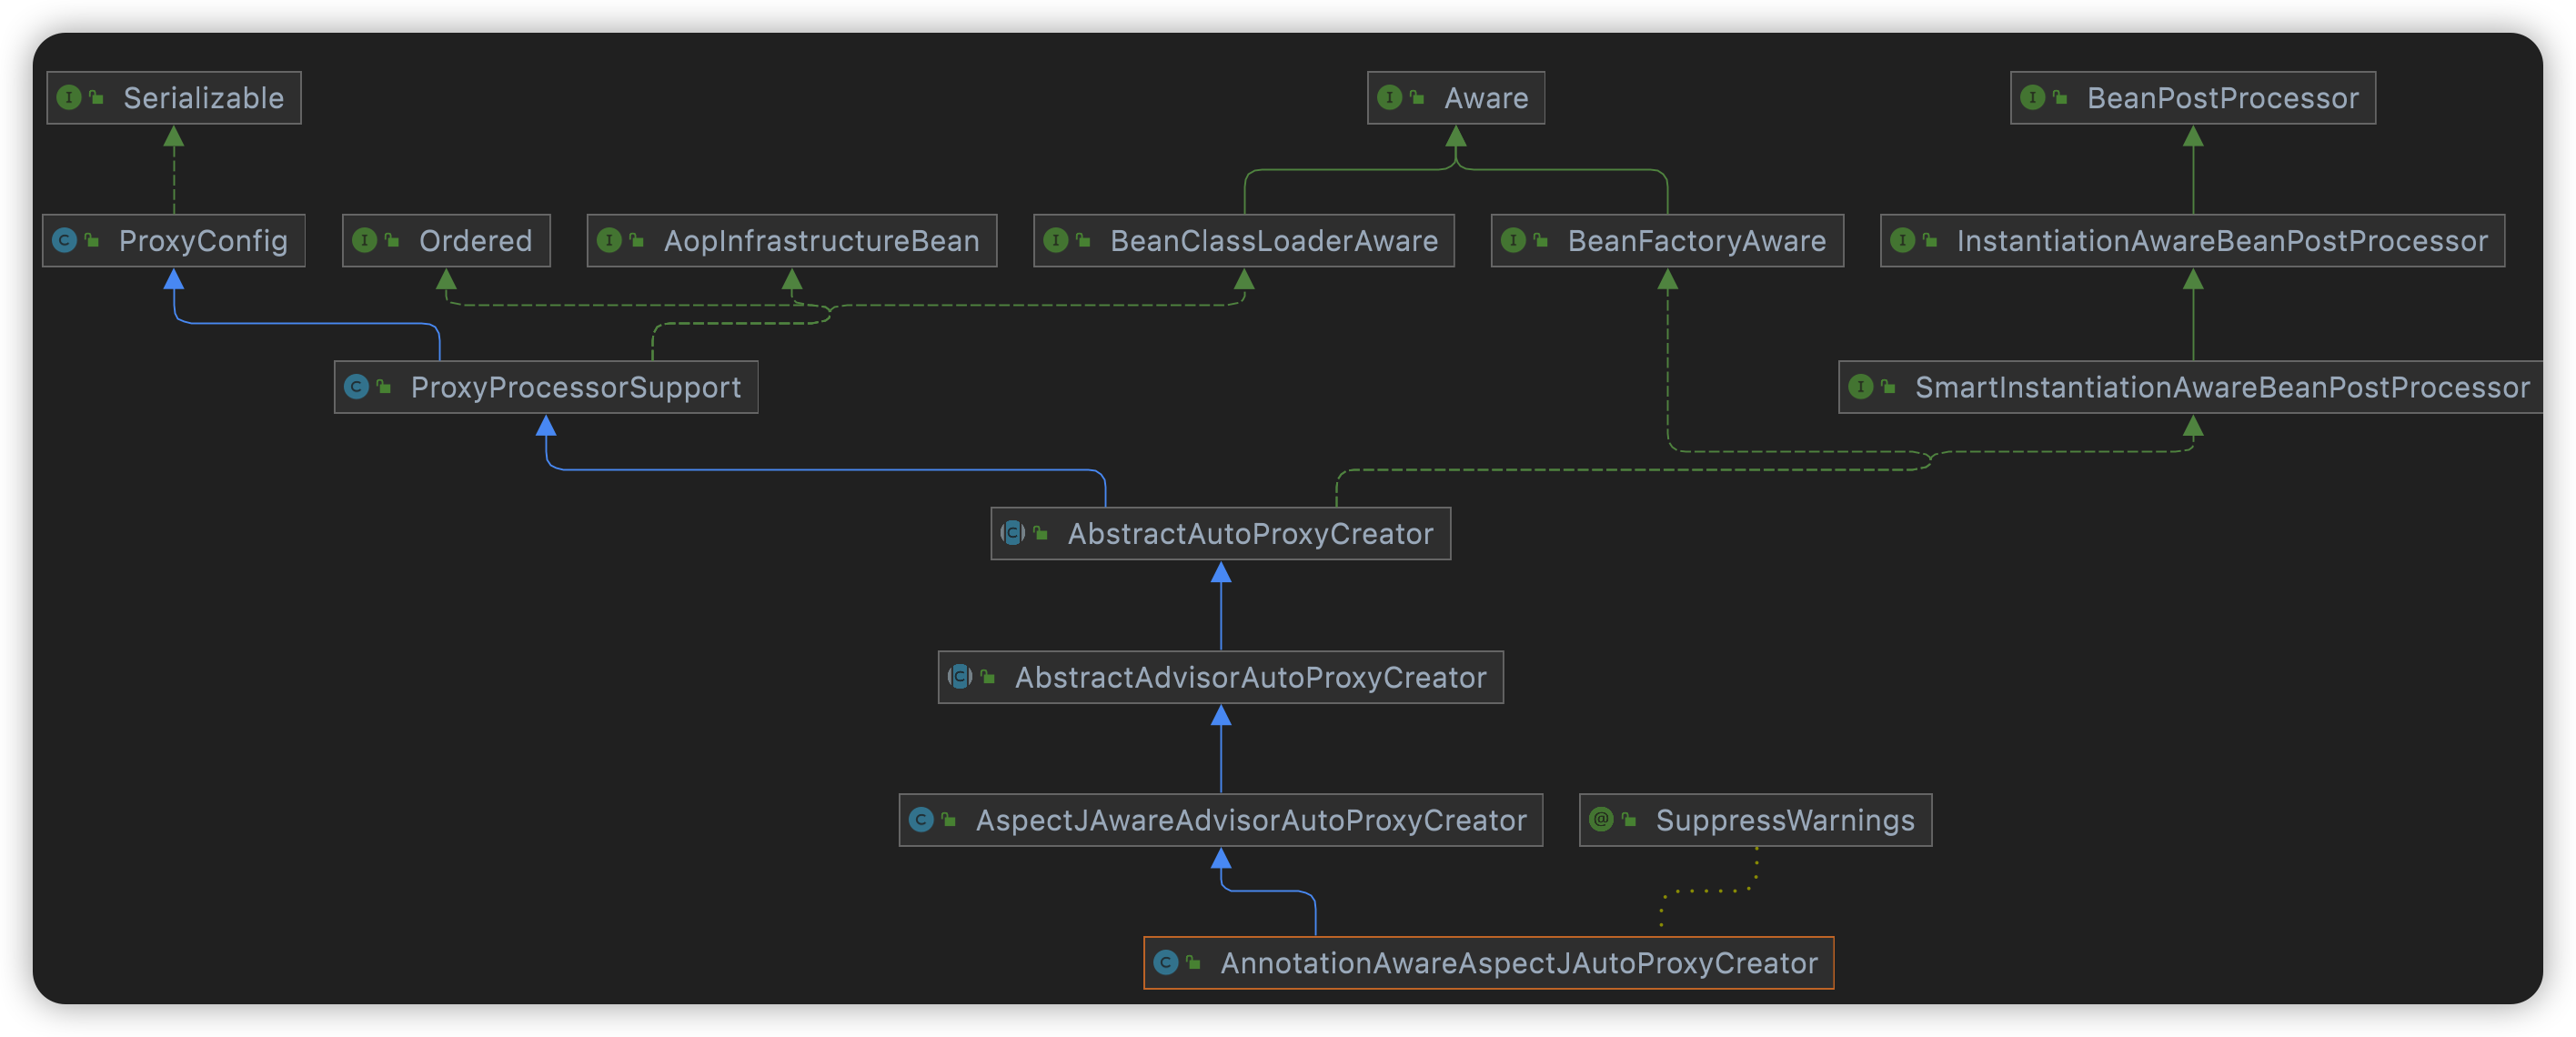 Serializable
Aware
BeanPostProcessor
ProxyConfig
Ordered
AopInfrastructureBean
BeanClassLoaderAware
BeanFactoryAware
InstantiationAwareBeanPostProcessor
ProxyProcessorSupport
SmartInstantiationAwareBeanPostProcessor
AbstractAutoProxyCreator
AbstractAdvisorAutoProxyCreator
AspectJAwareAdvisorAutoProxyCreator
SuppressWarnings
AnnotationAwareAspectJAutoProxyCreator